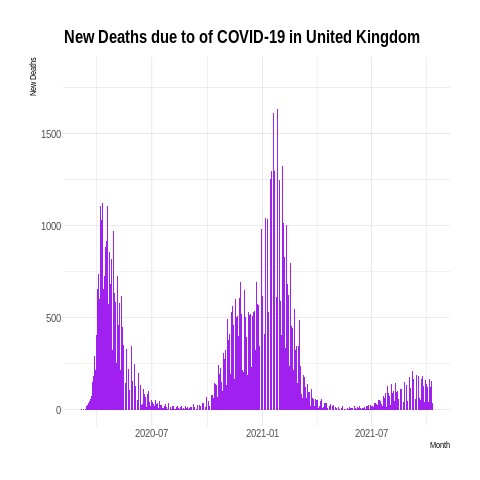 New Deaths due to of COVID-19 in United Kingdom
New Deaths
1500
1000
500
0
2020-07
2021-01
2021-07
Month